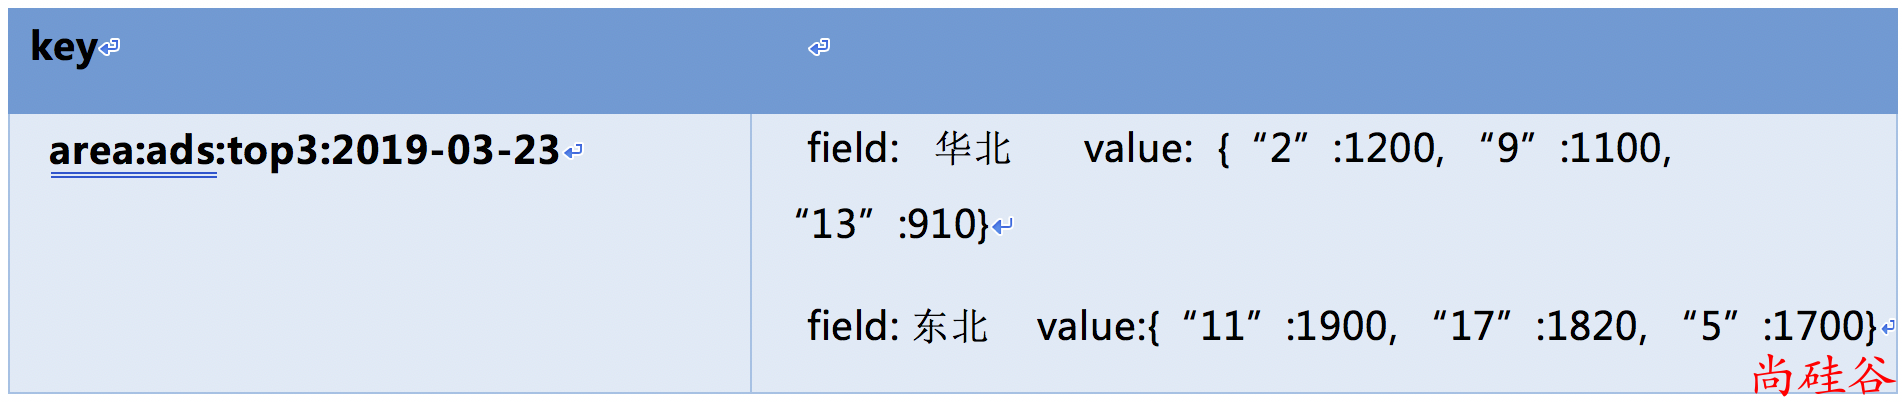 key
area:ads:top3:2019-03-23
field: 华北 value: {“2”:1200, “9”:1100,
“13”:910}
field: 东北 value:{“11”:1900, “17”:1820, “5”:1700}
尚硅谷